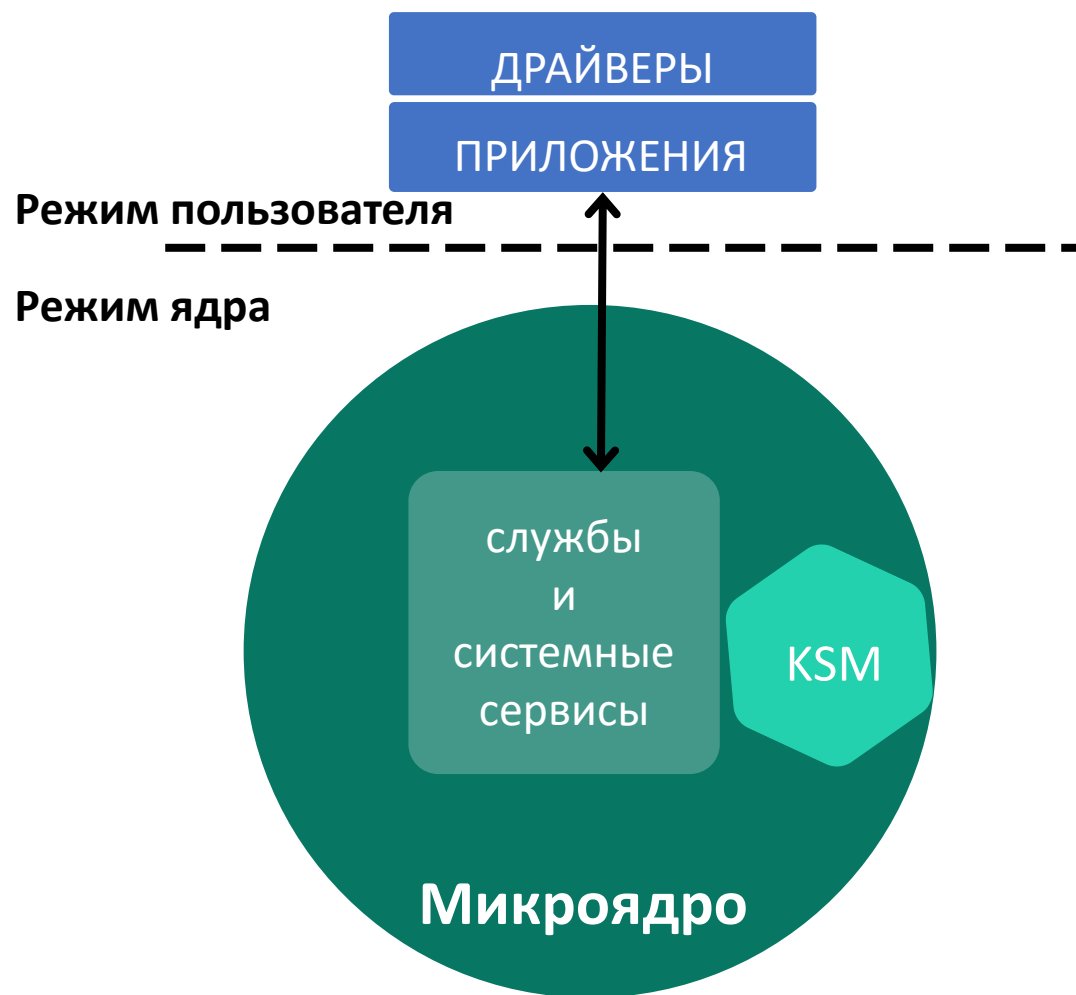 ДРАЙВЕРЫ
ПРИЛОЖЕНИЯ
Режим пользователя
Режим ядра
службы
и
системные
сервисы
KSM
Микроядро